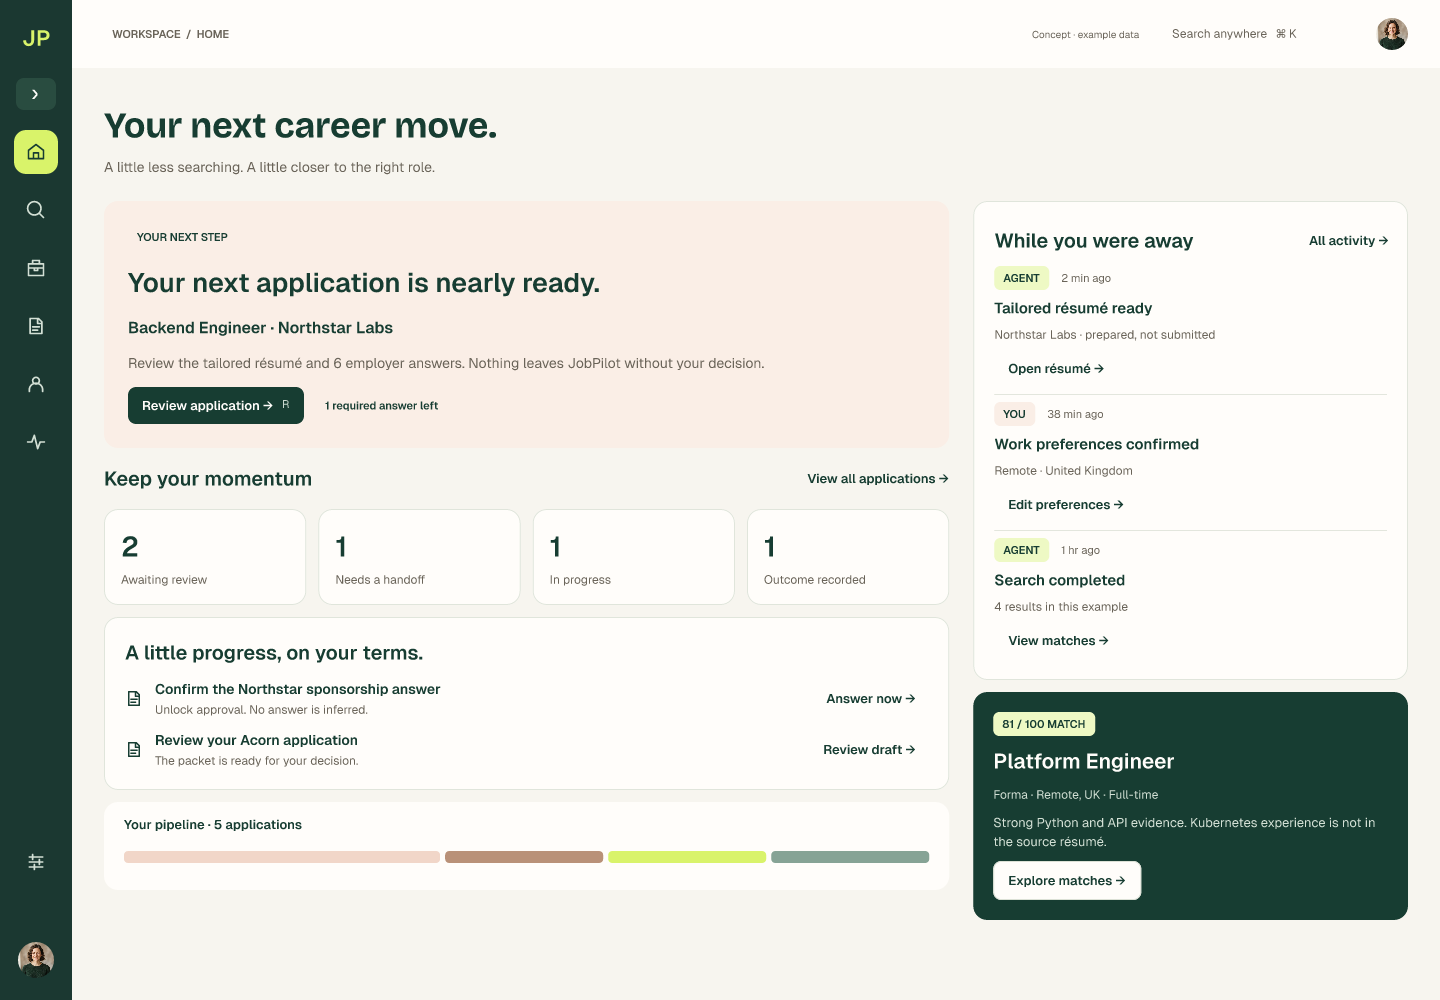 JP
WORKSPACE / HOME
Concept · example data
Search anywhere ⌘ K
Your next career move.
A little less searching. A little closer to the right role.
YOUR NEXT STEP
Your next application is nearly ready.
Backend Engineer · Northstar Labs
Review the tailored résumé and 6 employer answers. Nothing leaves JobPilot without your decision.
Review application → R
1 required answer left
Keep your momentum
View all applications →
2
Awaiting review
1
Needs a handoff
1
In progress
1
Outcome recorded
A little progress, on your terms.
Confirm the Northstar sponsorship answer
Unlock approval. No answer is inferred.
Answer now →
Review your Acorn application
The packet is ready for your decision.
Review draft →
Your pipeline · 5 applications
While you were away
All activity →
AGENT 2 min ago
Tailored résumé ready
Northstar Labs · prepared, not submitted
Open résumé →
YOU 38 min ago
Work preferences confirmed
Remote · United Kingdom
Edit preferences →
AGENT 1 hr ago
Search completed
4 results in this example
View matches →
81 / 100 MATCH
Platform Engineer
Forma · Remote, UK · Full-time
Strong Python and API evidence. Kubernetes experience is not in
the source résumé.
Explore matches →